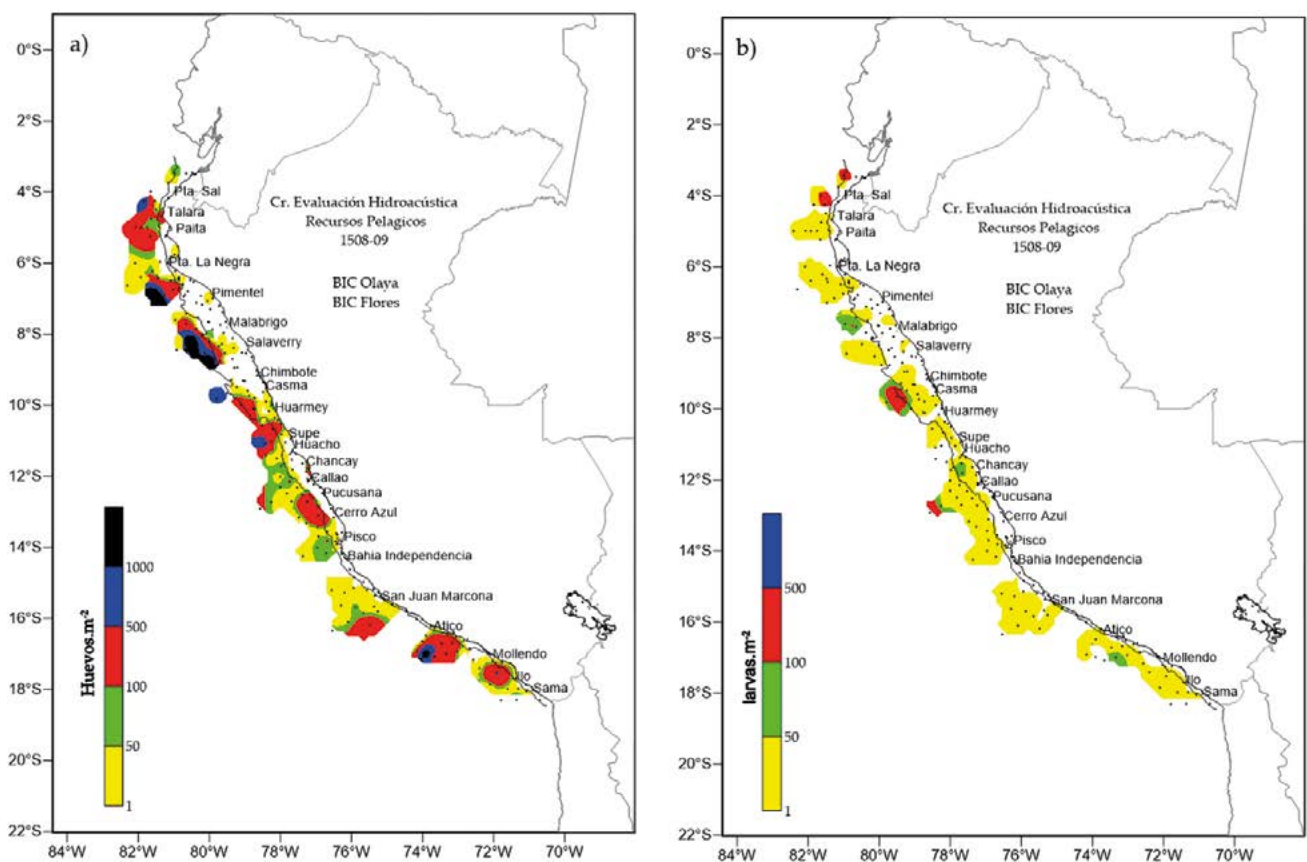 a)
0°S
2°S
4°S
6°S
8°S
10°S
12°S
14°S
16°S
18°S
20°S
22°S
84°W 82°W 80°W 78°W 76°W 74°W 72°W 70°W
Cr. Evaluación Hidroacústica
Recursos Pelagicos
1508-09
BIC Olaya
BIC Flores
Pta. Sal
Talara
Paita
Pta. La Negra
Pimentel
Malabrigo
Salaverry
Chimbote
Casma
Huarmey
Supe
Huacho
Chancay
Callao
Pucusana
Cerro Azul
Pisco
Bahia Independencia
San Juan Marcona
Atico
Mollendo
Ilo
Sama
Huevos.m-2
1000
500
100
50
1
b)
0°S
2°S
4°S
6°S
8°S
10°S
12°S
14°S
16°S
18°S
20°S
22°S
84°W 82°W 80°W 78°W 76°W 74°W 72°W 70°W
Cr. Evaluación Hidroacústica
Recursos Pelagicos
1508-09
BIC Olaya
BIC Flores
Pta. Sal
Talara
Paita
Pta. La Negra
Pimentel
Malabrigo
Salaverry
Chimbote
Casma
Huarmey
Supe
Huacho
Chancay
Callao
Pucusana
Cerro Azul
Pisco
Bahia Independencia
San Juan Marcona
Atico
Mollendo
Ilo
Sama
larvas.m-2
500
100
50
1